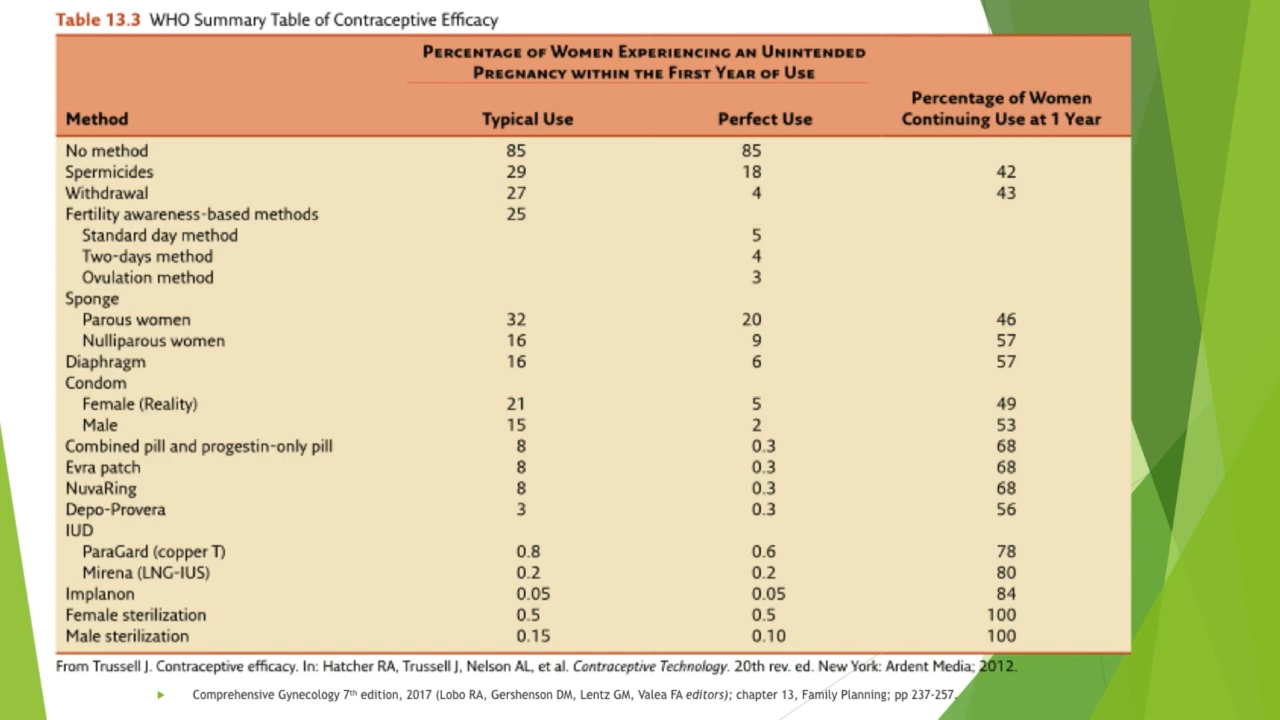 Table 13.3 WHO Summary Table of Contraceptive Efficacy
PERCENTAGE OF WOMEN EXPERIENCING AN UNINTENDED
PREGNANCY WITHIN THE FIRST YEAR OF USE
Percentage of Women
Method Typical Use Perfect Use Continuing Use at 1 Year
No method 85 85
Spermicides 29 18 42
Withdrawal 27 4 43
Fertility awareness-based methods 25
Standard day method 5
Two-days method 4
Ovulation method 3
Sponge
Parous women 32 20 46
Nulliparous women 16 9 57
Diaphragm 16 6 57
Condom
Female (Reality) 21 5 49
Male 15 2 53
Combined pill and progestin-only pill 8 0.3 68
Evra patch 8 0.3 68
NuvaRing 8 0.3 68
Depo-Provera 3 0.3 56
IUD
ParaGard (copper T) 0.8 0.6 78
Mirena (LNG-IUS) 0.2 0.2 80
Implanon 0.05 0.05 84
Female sterilization 0.5 0.5 100
Male sterilization 0.15 0.10 100
From Trussell J. Contraceptive efficacy. In: Hatcher RA, Trussell J, Nelson AL, et al. Contraceptive Technology. 20th rev. ed. New York: Ardent Media; 2012.
Comprehensive Gynecology 7th edition, 2017 (Lobo RA, Gershenson DM, Lentz GM, Valea FA editors); chapter 13, Family Planning; pp 237-257.